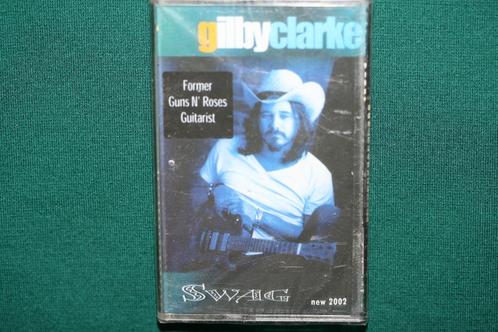 gilbyclarke
Former
Guns N' Roses
Guitarist
Swag
new 2002